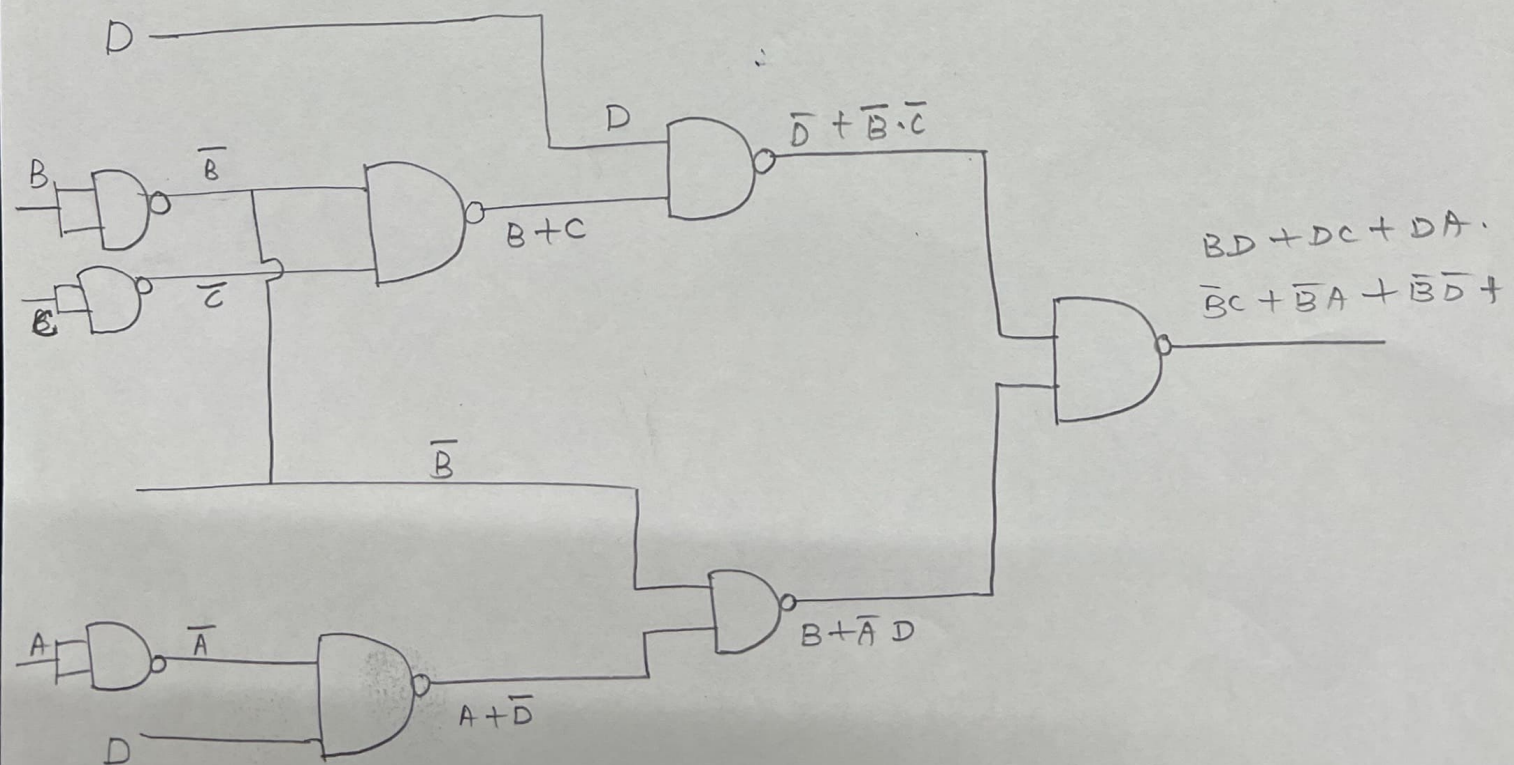 D
D
D̅ + B̅.C̅
B
B̅
B+C
C̅
C
BD + DC + DA.
B̅C + B̅A + B̅D̅ +
B̅
A
A̅
B+A̅ D
A+D̅
D